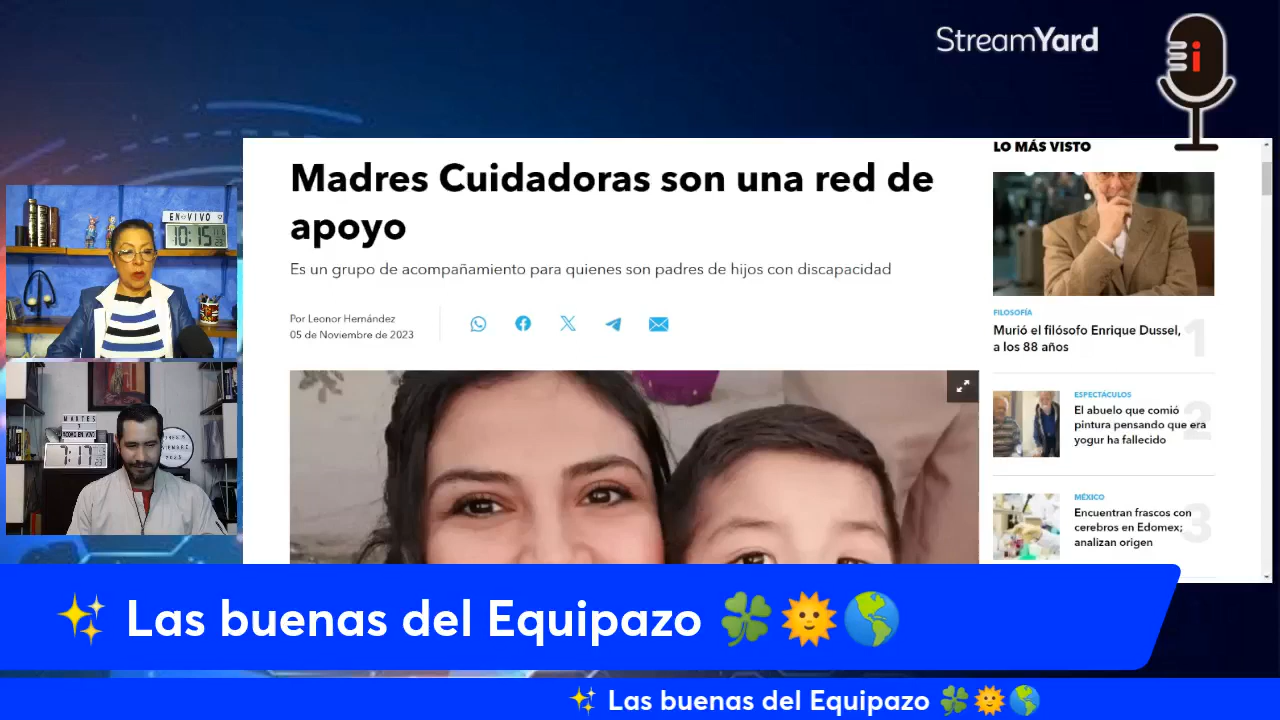 StreamYard
i
EN VIVO
10:15
MARTES
7
7:17
Madres Cuidadoras son una red de
apoyo
Es un grupo de acompañamiento para quienes son padres de hijos con discapacidad
Por Leonor Hernández
05 de Noviembre de 2023
LO MÁS VISTO
FILOSOFÍA
Murió el filósofo Enrique Dussel,
a los 88 años
1
ESPECTÁCULOS
El abuelo que comió
pintura pensando que era
yogur ha fallecido
2
MÉXICO
Encuentran frascos con
cerebros en Edomex;
analizan origen
3
✨ Las buenas del Equipazo 🍀🌞🌎
✨ Las buenas del Equipazo 🍀🌞🌎